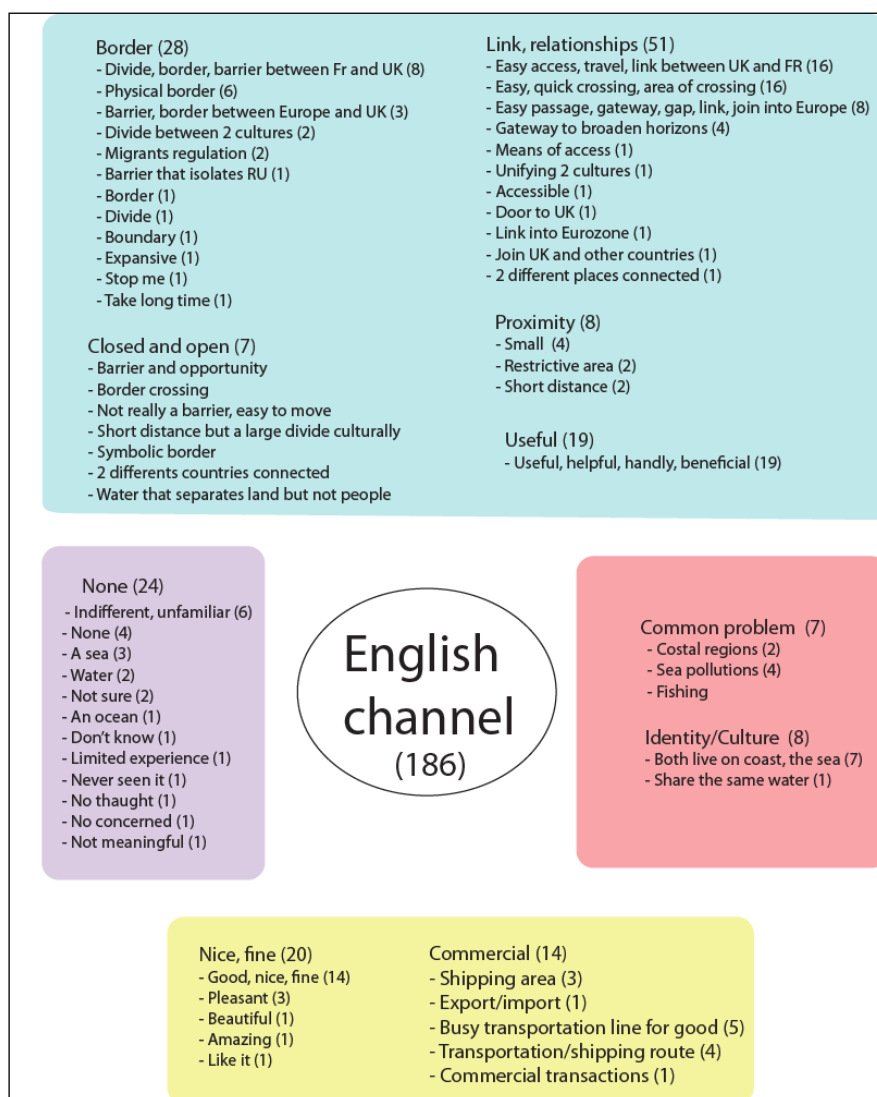 Border (28)
- Divide, border, barrier between Fr and UK (8)
- Physical border (6)
- Barrier, border between Europe and UK (3)
- Divide between 2 cultures (2)
- Migrants regulation (2)
- Barrier that isolates RU (1)
- Border (1)
- Divide (1)
- Boundary (1)
- Expansive (1)
- Stop me (1)
- Take long time (1)
Closed and open (7)
- Barrier and opportunity
- Border crossing
- Not really a barrier, easy to move
- Short distance but a large divide culturally
- Symbolic border
- 2 differents countries connected
- Water that separates land but not people
Link, relationships (51)
- Easy access, travel, link between UK and FR (16)
- Easy, quick crossing, area of crossing (16)
- Easy passage, gateway, gap, link, join into Europe (8)
- Gateway to broaden horizons (4)
- Means of access (1)
- Unifying 2 cultures (1)
- Accessible (1)
- Door to UK (1)
- Link into Eurozone (1)
- Join UK and other countries (1)
- 2 different places connected (1)
Proximity (8)
- Small (4)
- Restrictive area (2)
- Short distance (2)
Useful (19)
- Useful, helpful, handly, beneficial (19)
None (24)
- Indifferent, unfamiliar (6)
- None (4)
- A sea (3)
- Water (2)
- Not sure (2)
- An ocean (1)
- Don't know (1)
- Limited experience (1)
- Never seen it (1)
- No thought (1)
- No concerned (1)
- Not meaningful (1)
English
channel
(186)
Common problem (7)
- Costal regions (2)
- Sea pollutions (4)
- Fishing
Identity/Culture (8)
- Both live on coast, the sea (7)
- Share the same water (1)
Nice, fine (20)
- Good, nice, fine (14)
- Pleasant (3)
- Beautiful (1)
- Amazing (1)
- Like it (1)
Commercial (14)
- Shipping area (3)
- Export/import (1)
- Busy transportation line for good (5)
- Transportation/shipping route (4)
- Commercial transactions (1)